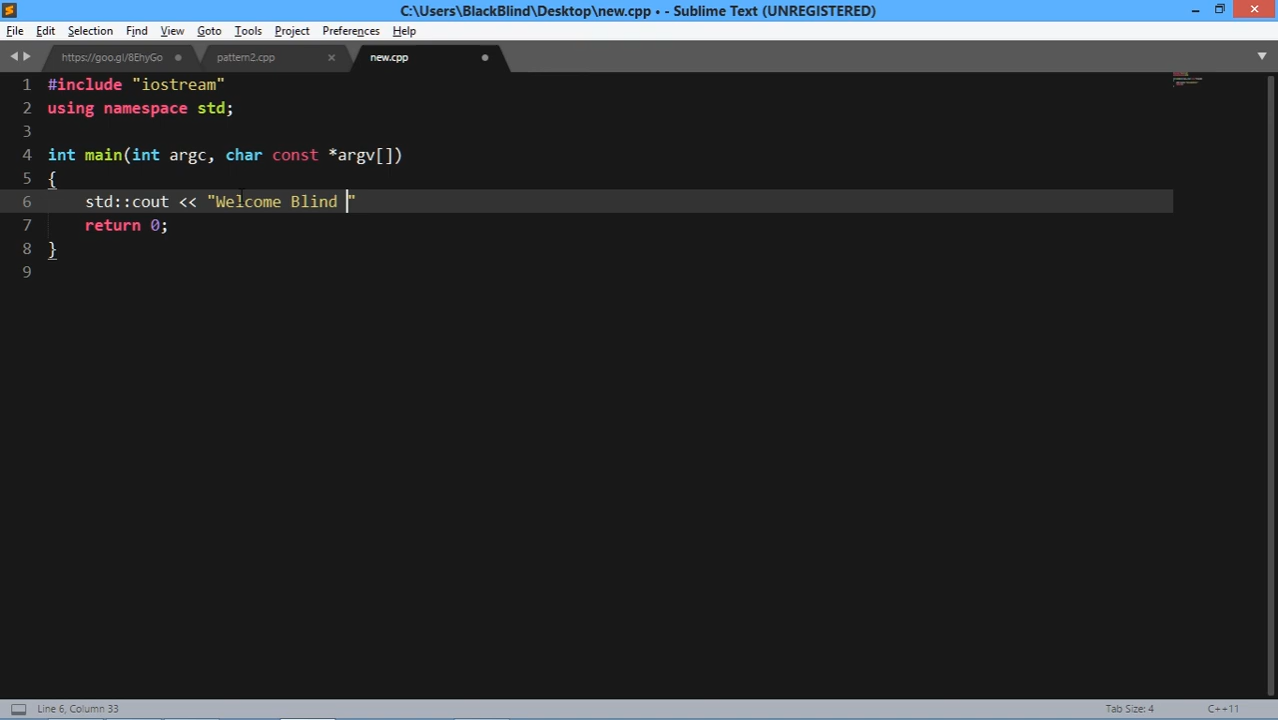 C:\Users\BlackBlind\Desktop\new.cpp • - Sublime Text (UNREGISTERED)
File Edit Selection Find View Goto Tools Project Preferences Help
https://goo.gl/8EhyGo pattern2.cpp new.cpp
1 #include "iostream"
2 using namespace std;
3
4 int main(int argc, char const *argv[])
5 {
6 std::cout << "Welcome Blind "
7 return 0;
8 }
9
Line 6, Column 33 Tab Size: 4 C++11